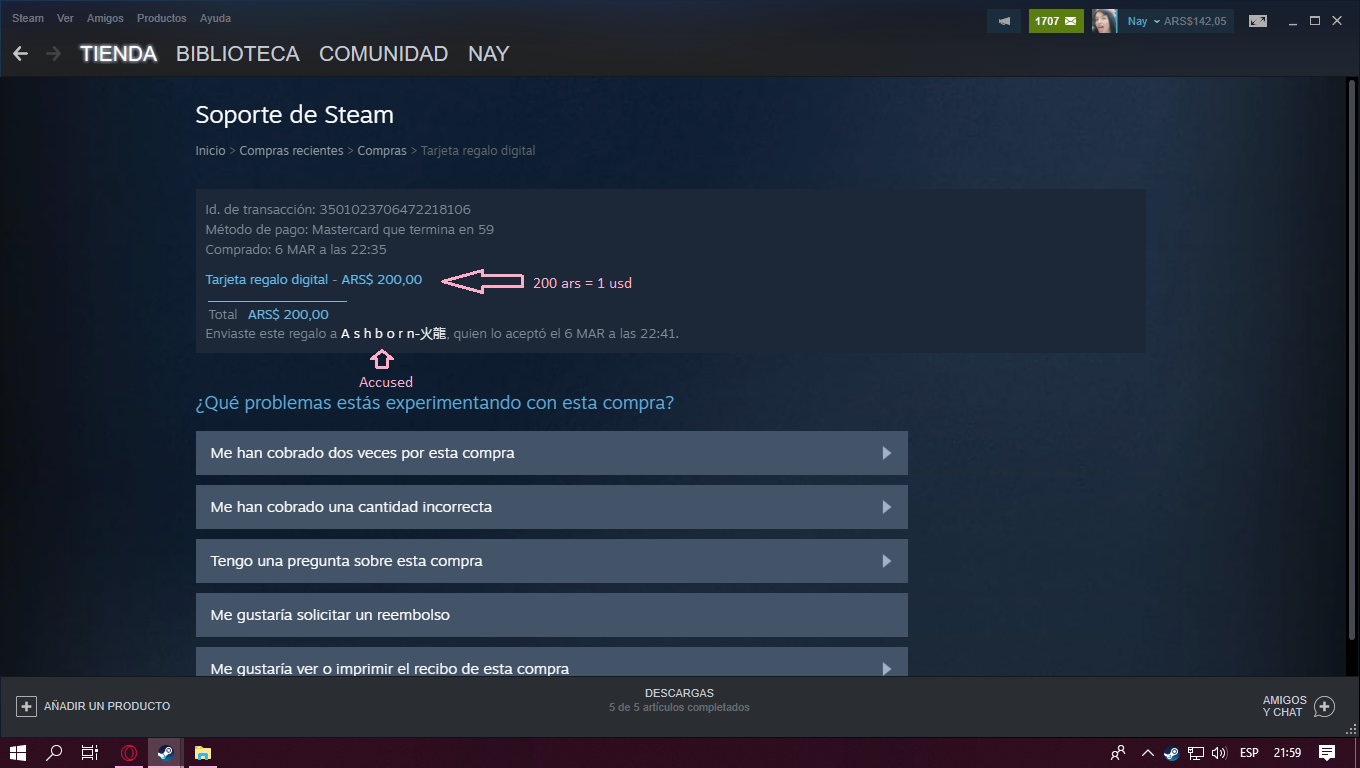 Steam Ver Amigos Productos Ayuda
1707 Nay ARS$142,05
TIENDA BIBLIOTECA COMUNIDAD NAY
Soporte de Steam
Inicio > Compras recientes > Compras > Tarjeta regalo digital
Id. de transacción: 3501023706472218106
Método de pago: Mastercard que termina en 59
Comprado: 6 MAR a las 22:35
Tarjeta regalo digital - ARS$ 200,00
200 ars = 1 usd
Total ARS$ 200,00
Enviaste este regalo a A s h b o r n-火龍, quien lo aceptó el 6 MAR a las 22:41.
Accused
¿Qué problemas estás experimentando con esta compra?
Me han cobrado dos veces por esta compra
Me han cobrado una cantidad incorrecta
Tengo una pregunta sobre esta compra
Me gustaría solicitar un reembolso
Me gustaría ver o imprimir el recibo de esta compra
AÑADIR UN PRODUCTO
DESCARGAS
5 de 5 artículos completados
AMIGOS
Y CHAT
ESP 21:59